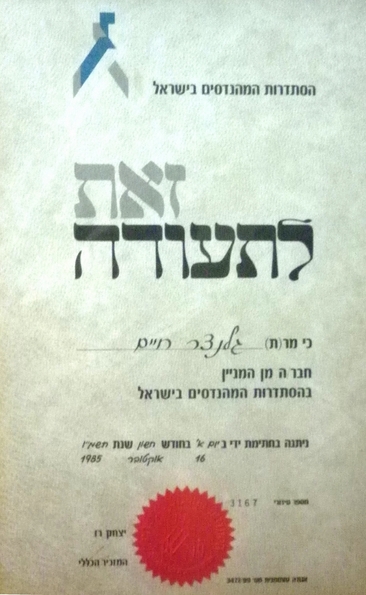 הסתדרות המהנדסים בישראל
זאת
לתעודה
כי מר(ת) גלנצר חיים
חבר ה מן המניין
בהסתדרות המהנדסים בישראל
ניתנה בחתימת ידי ביום א' בחודש חשון שנת תשמ"ו
16 אוקטובר 1985
מספר סידורי 3167
יצחק רז
המזכיר הכללי